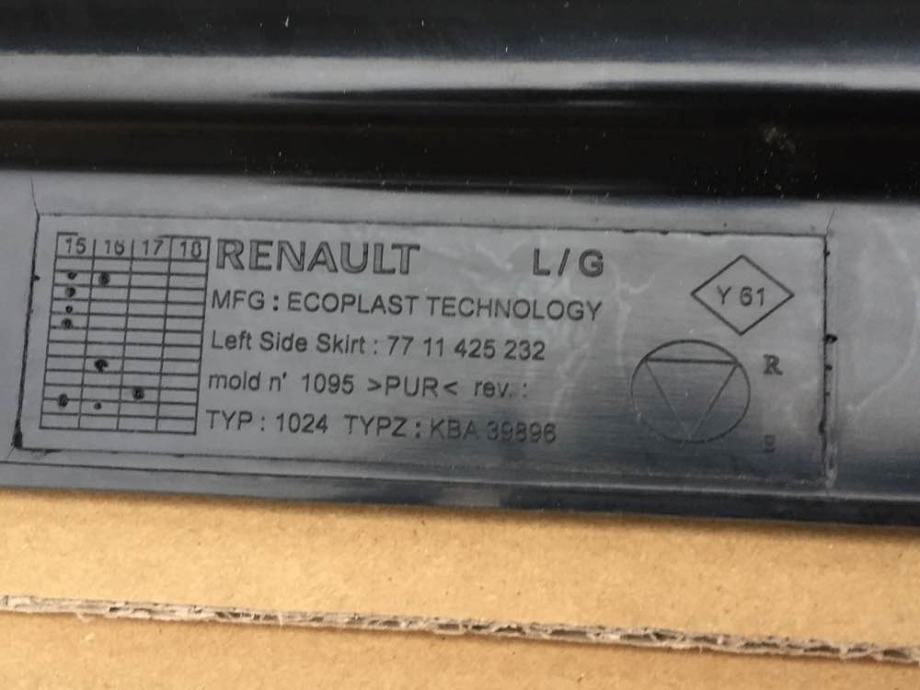 15 16 17 18
RENAULT L/G
MFG : ECOPLAST TECHNOLOGY
Y 61
Left Side Skirt : 77 11 425 232
R
mold n' 1095 >PUR< rev. :
TYP : 1024 TYPZ : KBA 39896